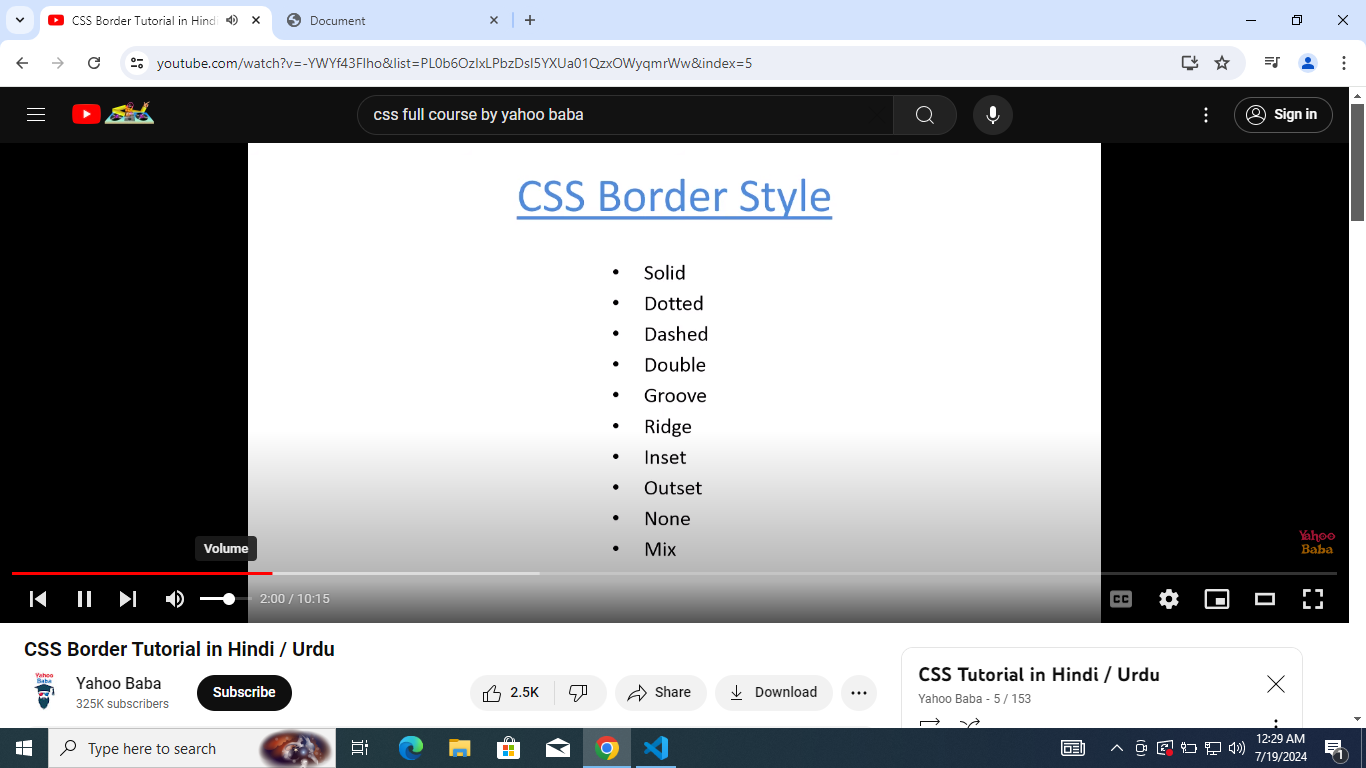 CSS Border Tutorial in Hindi
Document
youtube.com/watch?v=-YWYf43Flho&list=PL0b6OzIxLPbzDsI5YXUa01QzxOWyqmrWw&index=5
css full course by yahoo baba
Sign in
CSS Border Style
• Solid
• Dotted
• Dashed
• Double
• Groove
• Ridge
• Inset
• Outset
• None
• Mix
Yahoo
Baba
Volume
2:00 / 10:15
CC
CSS Border Tutorial in Hindi / Urdu
Yahoo Baba
325K subscribers
Subscribe
2.5K
Share
Download
CSS Tutorial in Hindi / Urdu
Yahoo Baba - 5 / 153
Type here to search
12:29 AM
7/19/2024
1